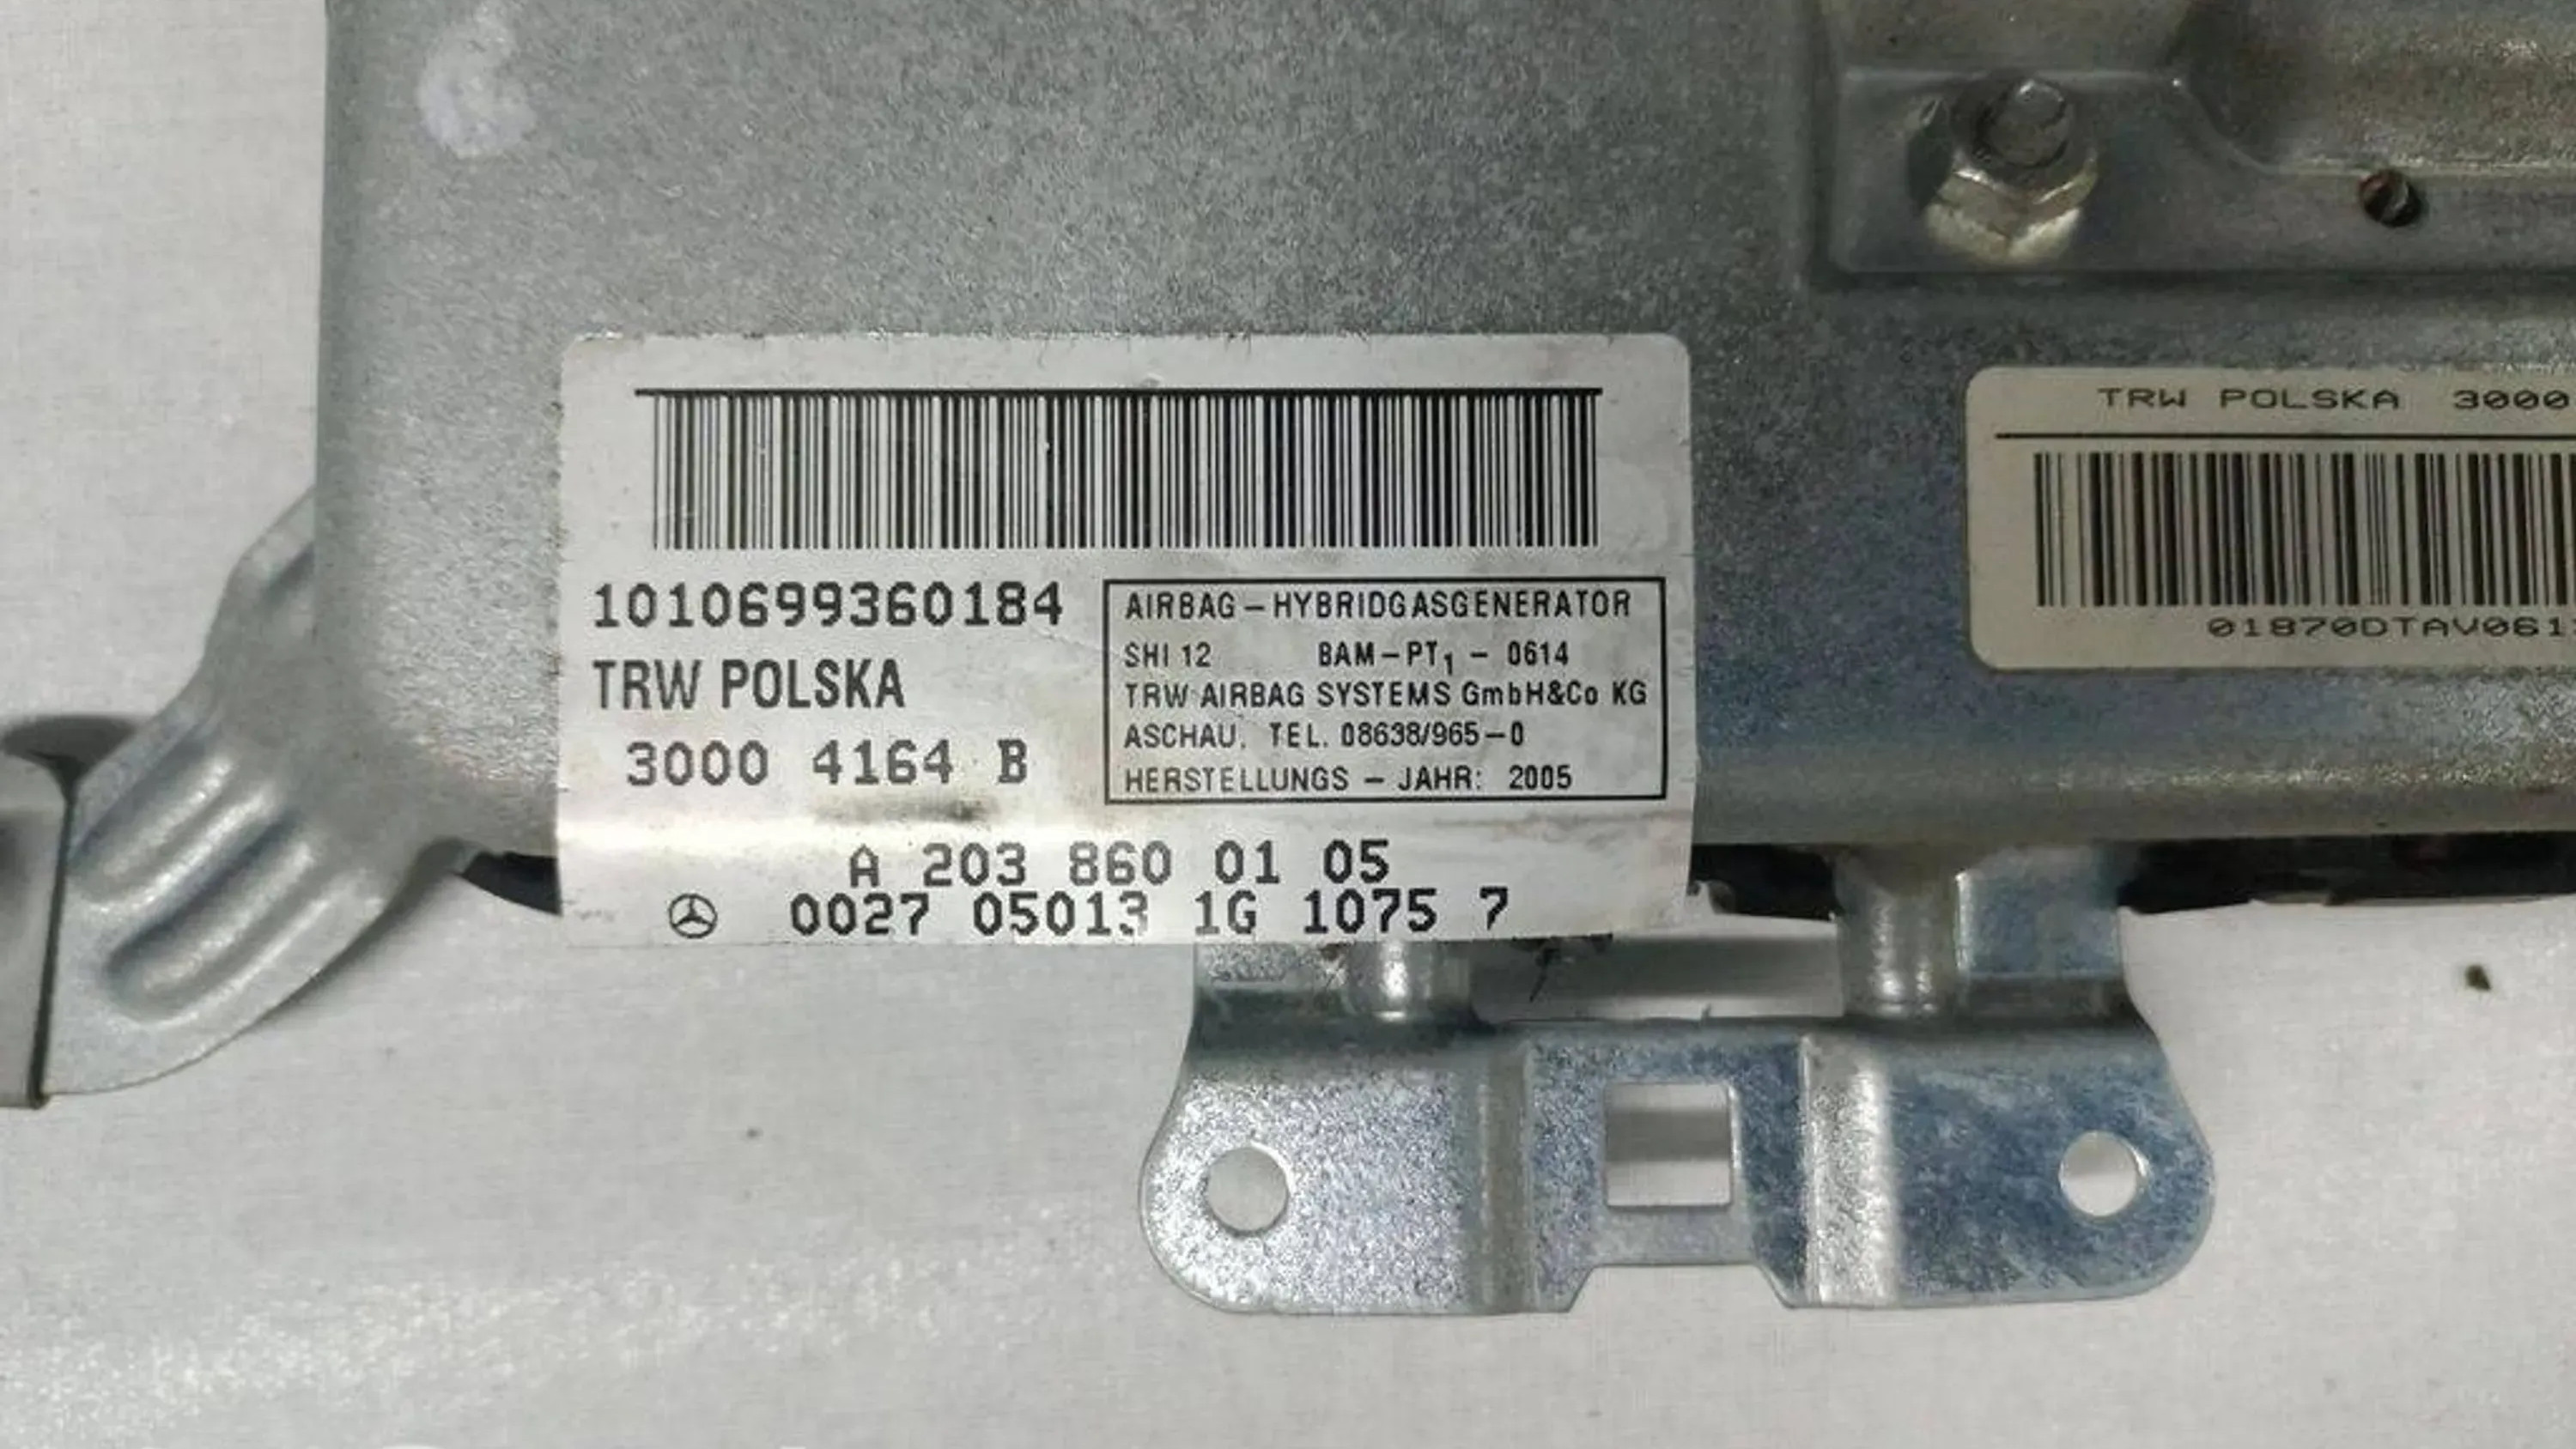 1010699360184
TRW POLSKA
3000 4164 B
AIRBAG – HYBRIDGASGENERATOR
SHI 12 BAM – PT1 – 0614
TRW AIRBAG SYSTEMS GmbH&Co KG
ASCHAU. TEL. 08638/965–0
HERSTELLUNGS – JAHR: 2005
A 203 860 01 05
0027 05013 1G 1075 7
TRW POLSKA 3000
01870DTAV061